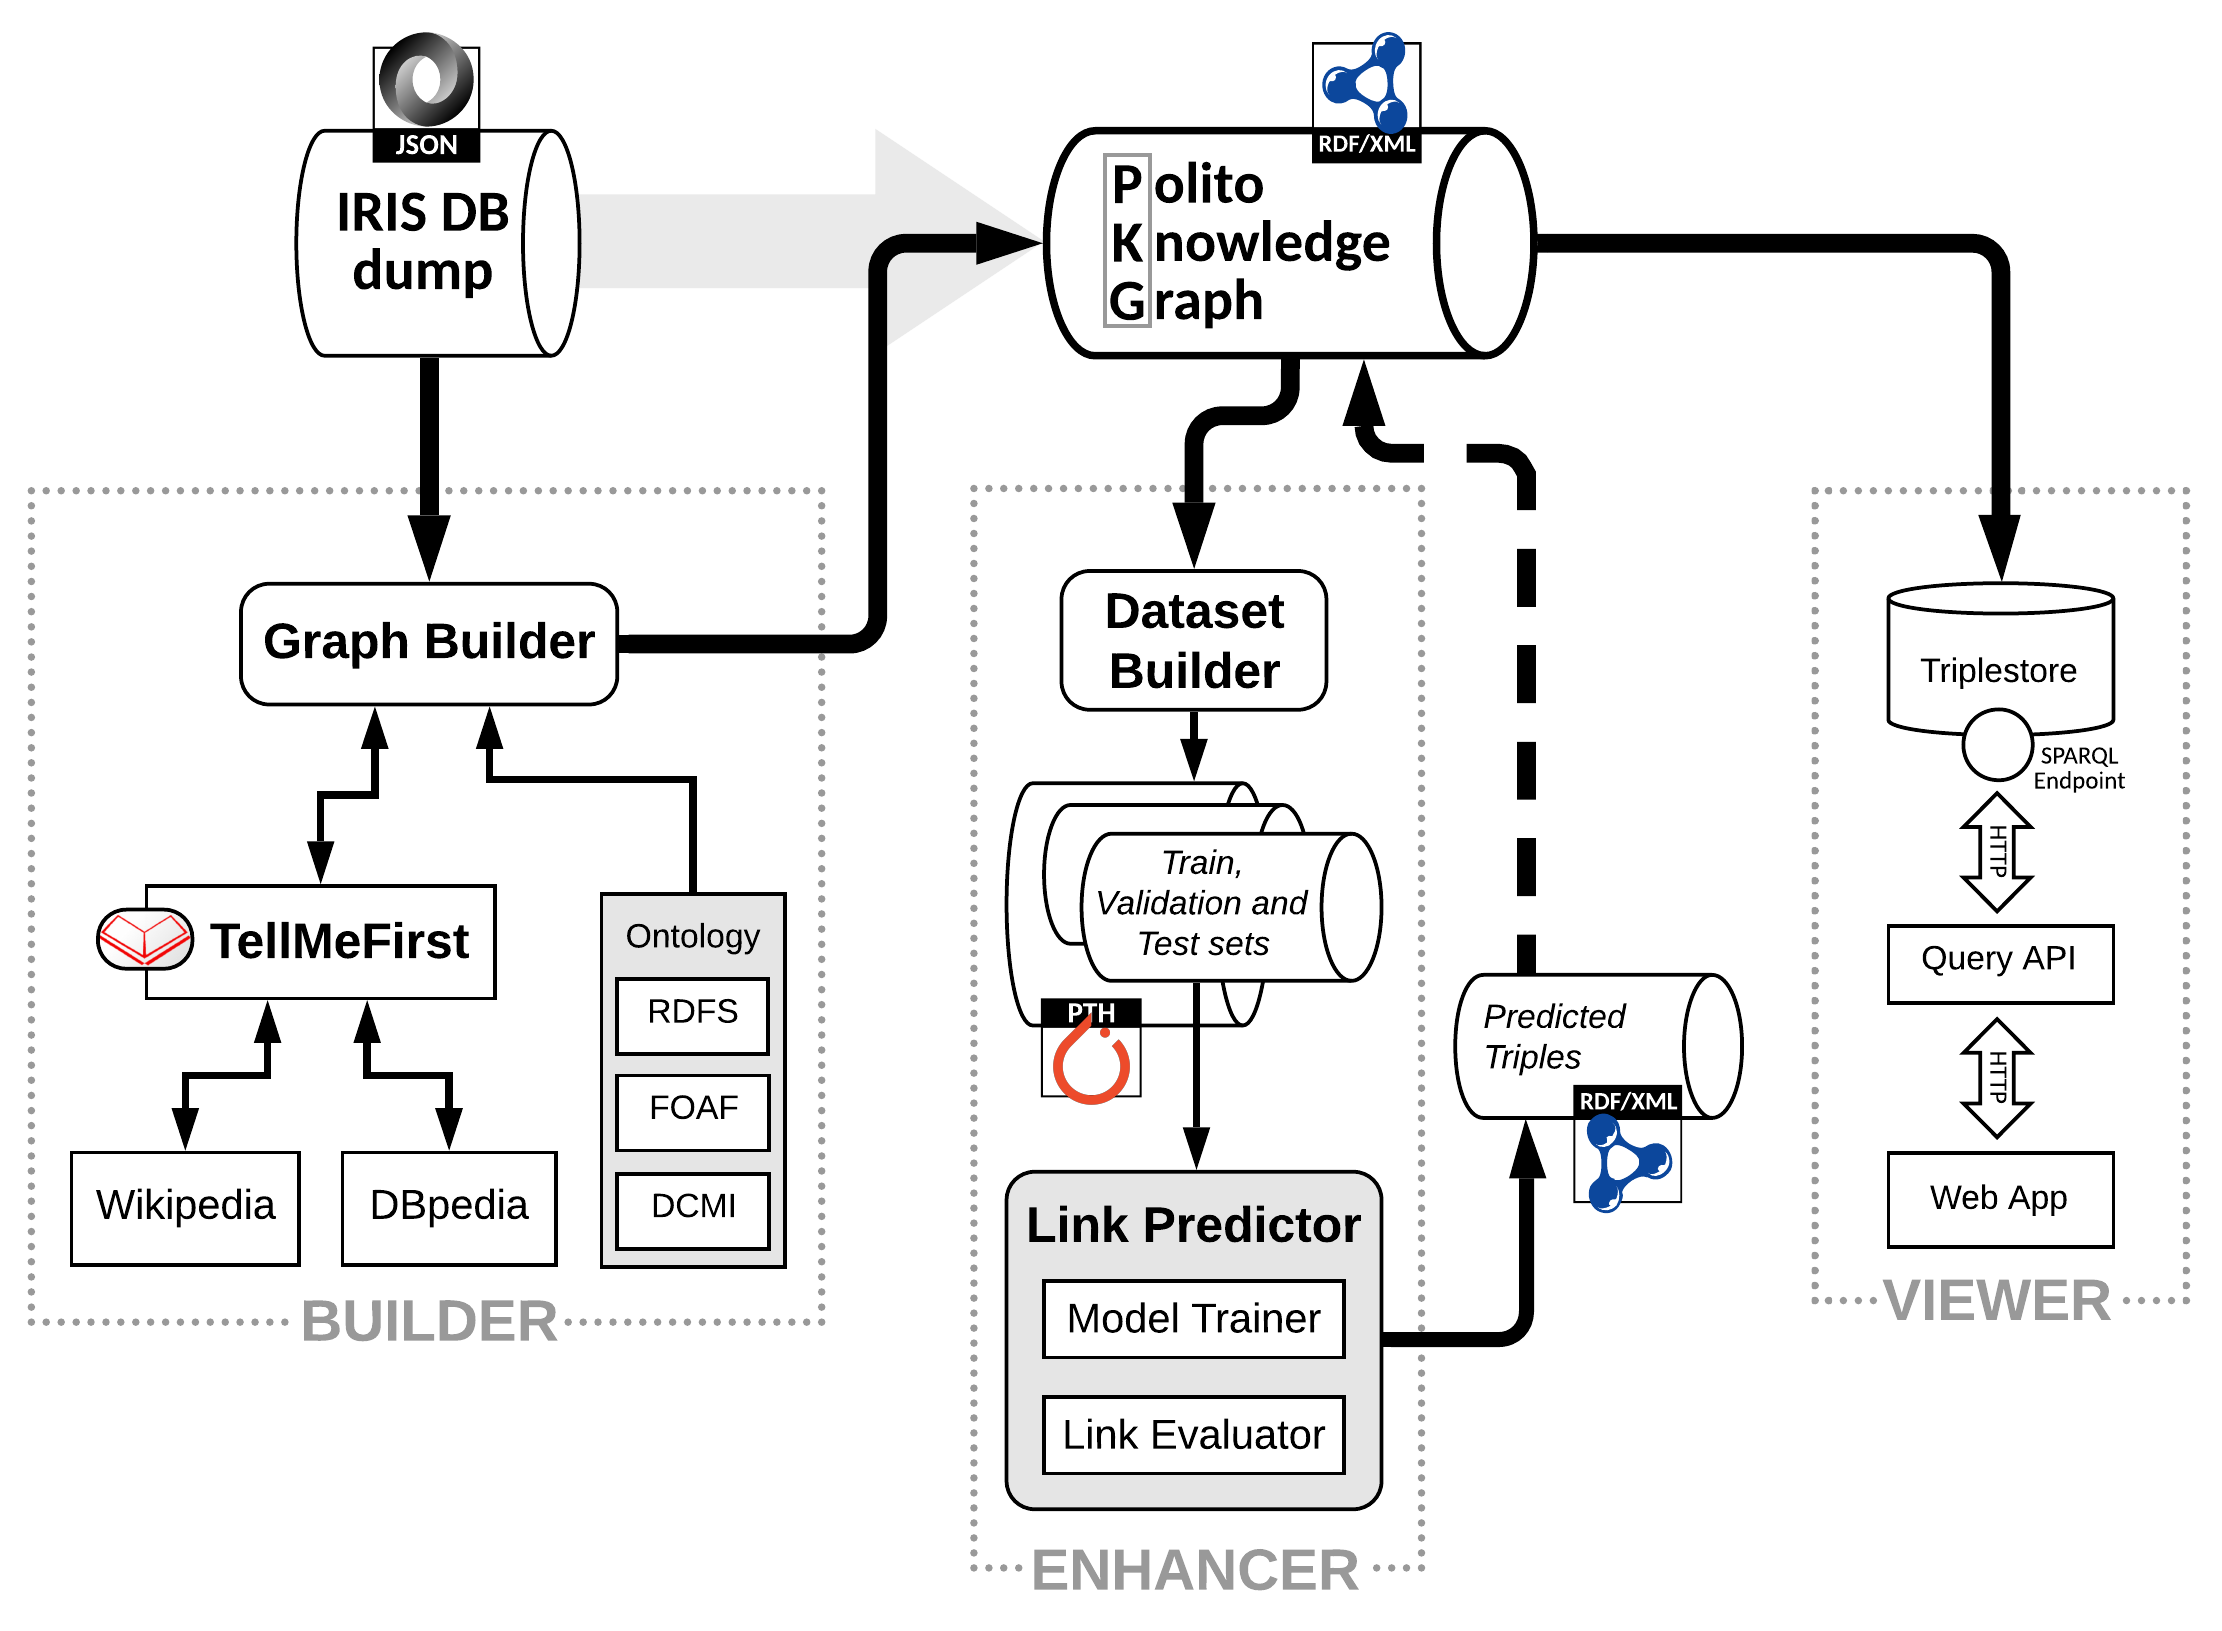 JSON
IRIS DB
dump
RDF/XML
Polito
Knowledge
Graph
Graph Builder
TellMeFirst
Wikipedia
DBpedia
Ontology
RDFS
FOAF
DCMI
BUILDER
Dataset
Builder
Train,
Validation and
Test sets
PTH
Link Predictor
Model Trainer
Link Evaluator
ENHANCER
Predicted
Triples
RDF/XML
Triplestore
SPARQL
Endpoint
HTTP
Query API
HTTP
Web App
VIEWER